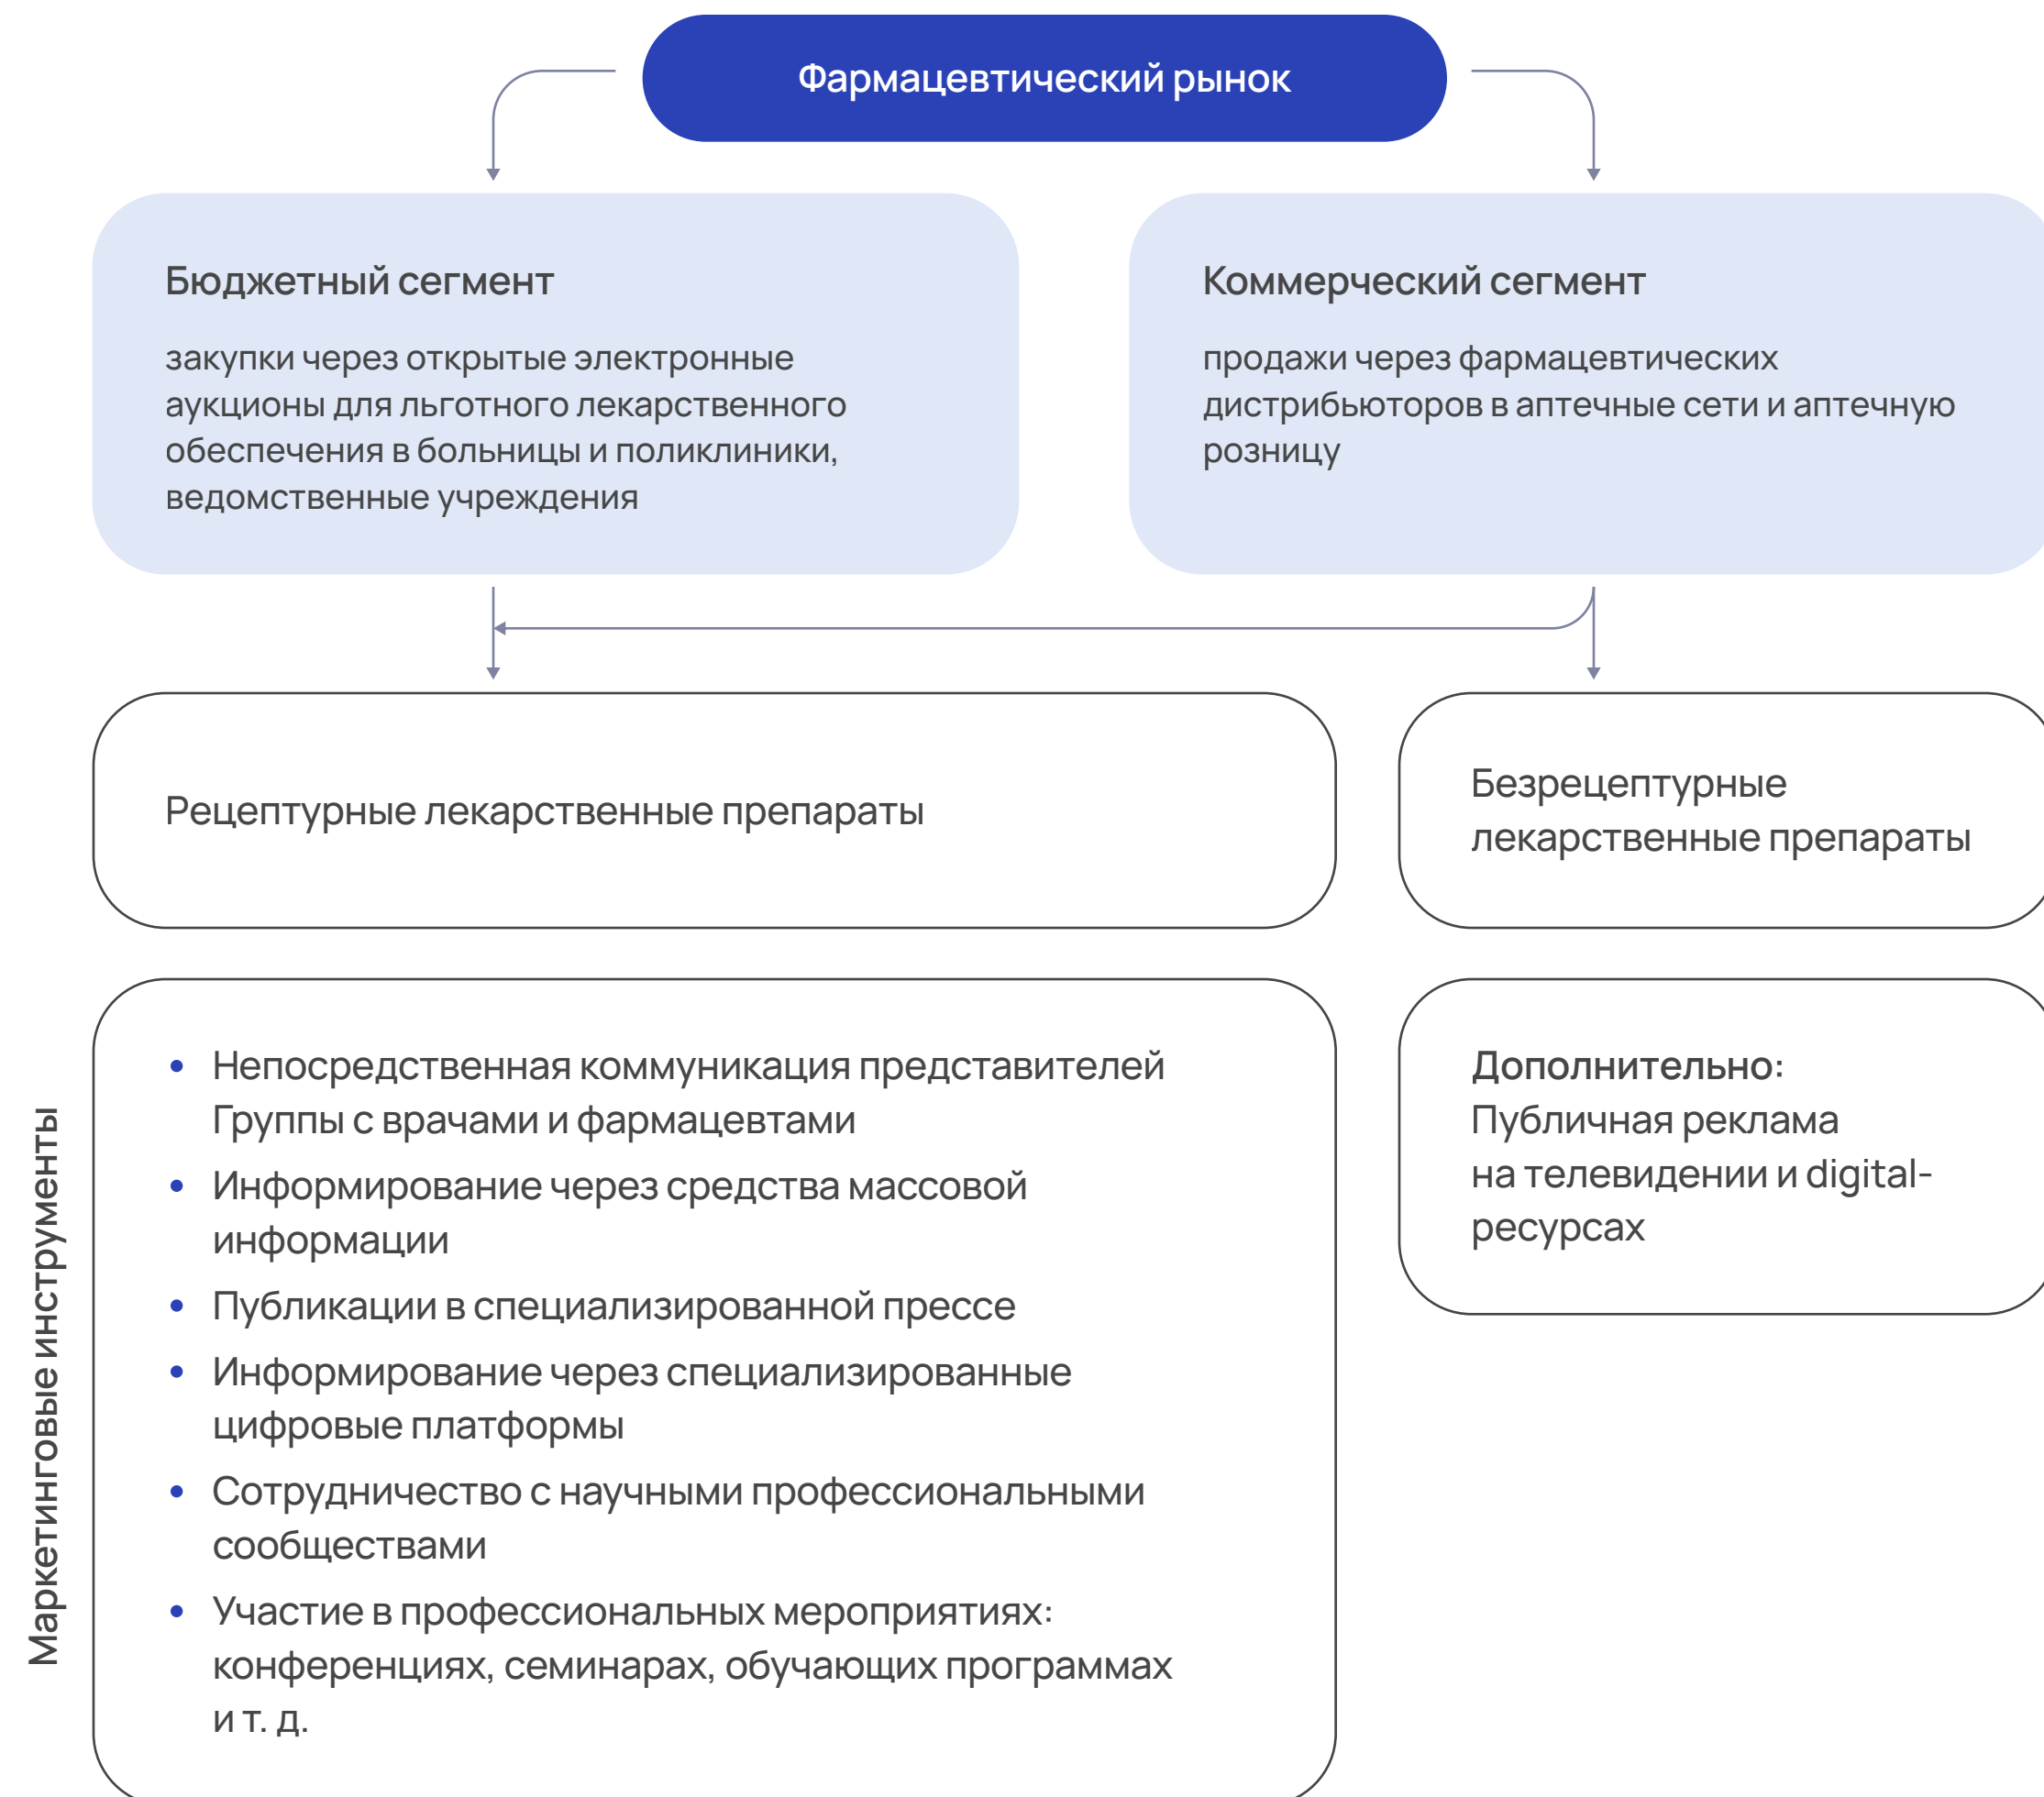 Фармацевтический рынок
Бюджетный сегмент
закупки через открытые электронные
аукционы для льготного лекарственного
обеспечения в больницы и поликлиники,
ведомственные учреждения
Коммерческий сегмент
продажи через фармацевтических
дистрибьюторов в аптечные сети и аптечную
розницу
Рецептурные лекарственные препараты
Безрецептурные
лекарственные препараты
Маркетинговые инструменты
• Непосредственная коммуникация представителей
Группы с врачами и фармацевтами
• Информирование через средства массовой
информации
• Публикации в специализированной прессе
• Информирование через специализированные
цифровые платформы
• Сотрудничество с научными профессиональными
сообществами
• Участие в профессиональных мероприятиях:
конференциях, семинарах, обучающих программах
и т. д.
Дополнительно:
Публичная реклама
на телевидении и digital-
ресурсах